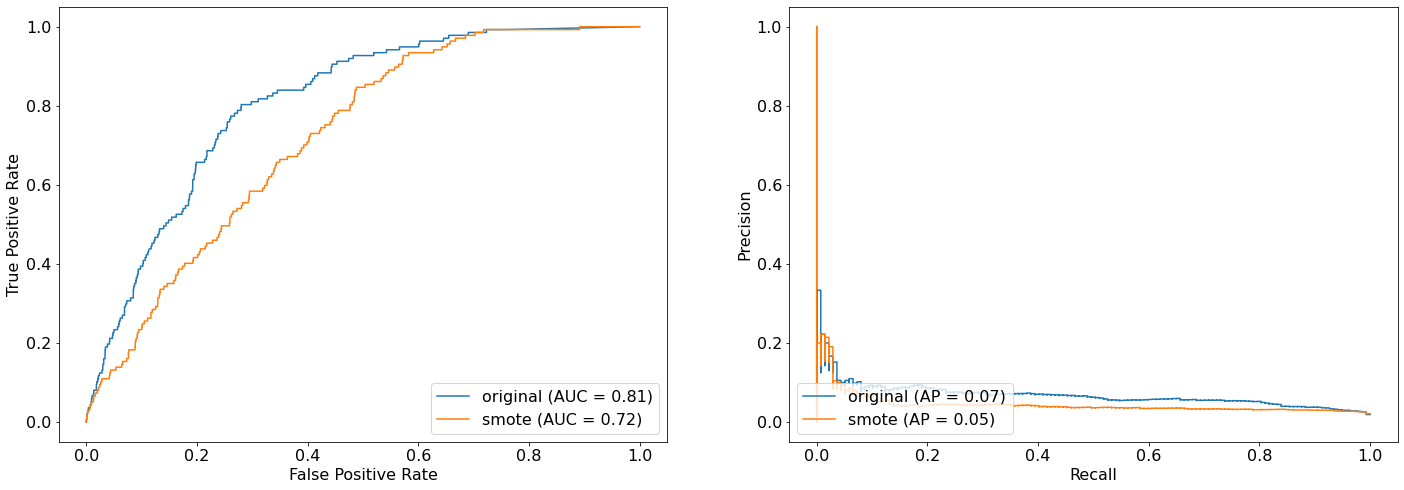 1.0
0.8
0.6
0.4
0.2
0.0
True Positive Rate
0.0 0.2 0.4 0.6 0.8 1.0
False Positive Rate
original (AUC = 0.81)
smote (AUC = 0.72)
1.0
0.8
0.6
0.4
0.2
0.0
Precision
0.0 0.2 0.4 0.6 0.8 1.0
Recall
original (AP = 0.07)
smote (AP = 0.05)